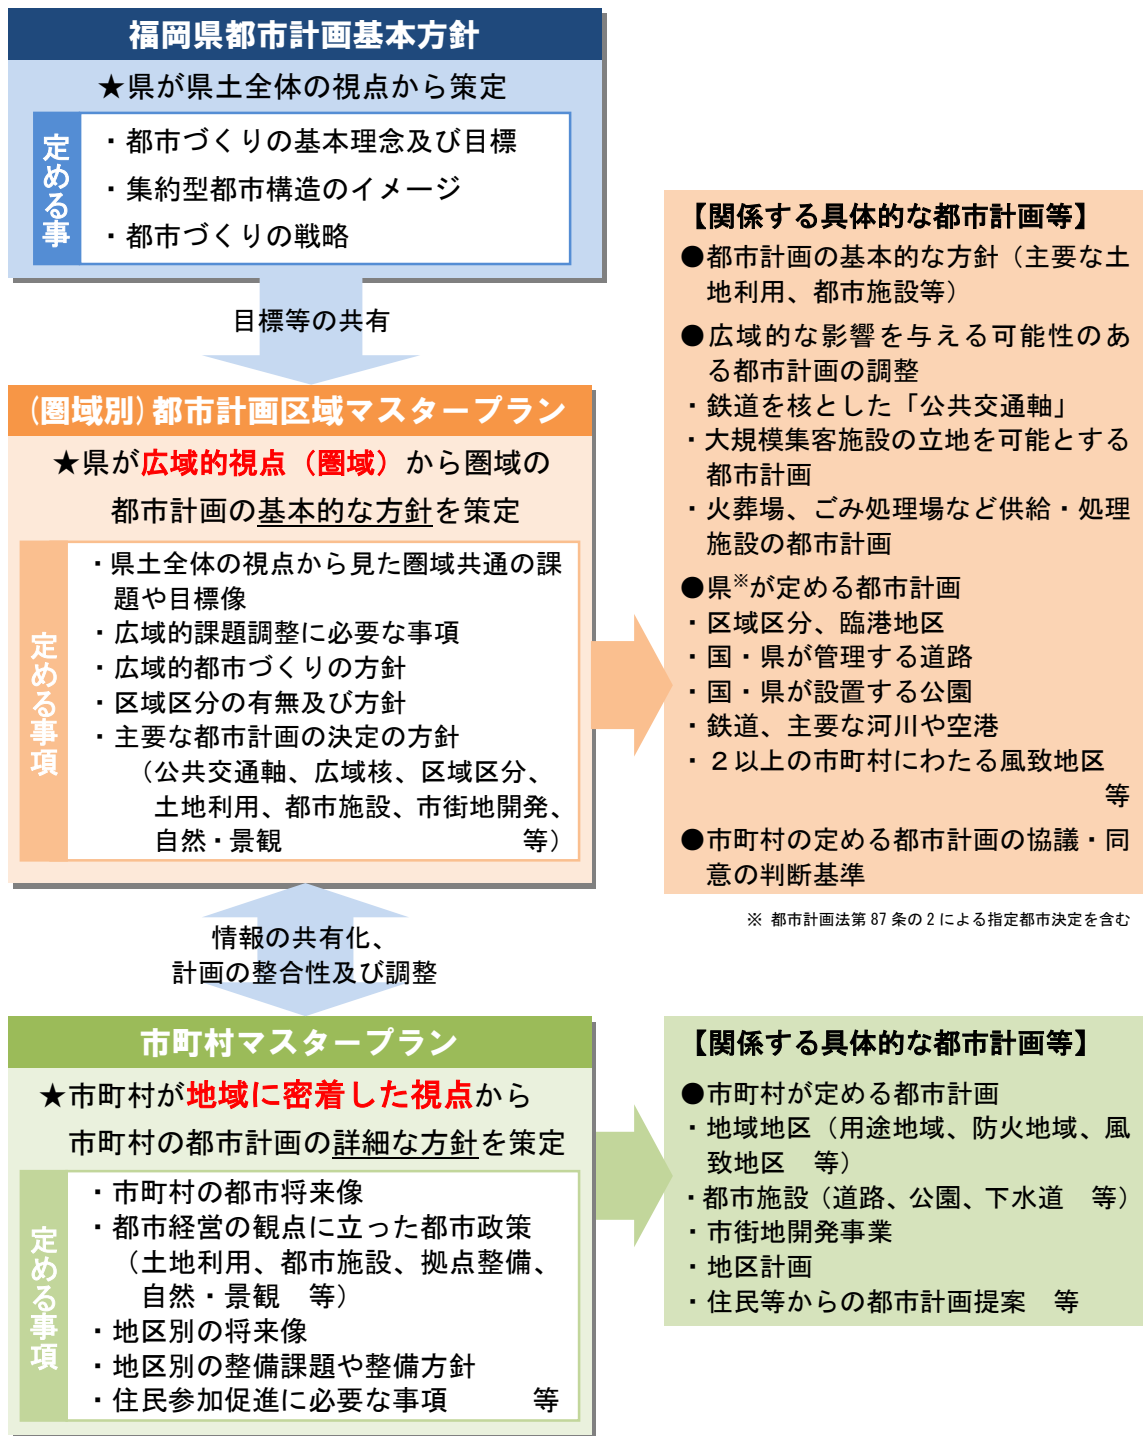 福岡県都市計画基本方針
★県が県土全体の視点から策定
定める事
・都市づくりの基本理念及び目標
・集約型都市構造のイメージ
・都市づくりの戦略
目標等の共有
(圏域別)都市計画区域マスタープラン
★県が広域的視点（圏域）から圏域の
都市計画の基本的な方針を策定
定める事項
・県土全体の視点から見た圏域共通の課
題や目標像
・広域的課題調整に必要な事項
・広域的都市づくりの方針
・区域区分の有無及び方針
・主要な都市計画の決定の方針
（公共交通軸、広域核、区域区分、
土地利用、都市施設、市街地開発、
自然・景観　等）
【関係する具体的な都市計画等】
●都市計画の基本的な方針（主要な土
地利用、都市施設等）
●広域的な影響を与える可能性のあ
る都市計画の調整
・鉄道を核とした「公共交通軸」
・大規模集客施設の立地を可能とする
都市計画
・火葬場、ごみ処理場など供給・処理
施設の都市計画
●県※が定める都市計画
・区域区分、臨港地区
・国・県が管理する道路
・国・県が設置する公園
・鉄道、主要な河川や空港
・２以上の市町村にわたる風致地区
等
●市町村の定める都市計画の協議・同
意の判断基準
※ 都市計画法第 87 条の 2 による指定都市決定を含む
情報の共有化、
計画の整合性及び調整
市町村マスタープラン
★市町村が地域に密着した視点から
市町村の都市計画の詳細な方針を策定
定める事項
・市町村の都市将来像
・都市経営の観点に立った都市政策
（土地利用、都市施設、拠点整備、
自然・景観　等）
・地区別の将来像
・地区別の整備課題や整備方針
・住民参加促進に必要な事項　等
【関係する具体的な都市計画等】
●市町村が定める都市計画
・地域地区（用途地域、防火地域、風
致地区　等）
・都市施設（道路、公園、下水道　等）
・市街地開発事業
・地区計画
・住民等からの都市計画提案　等